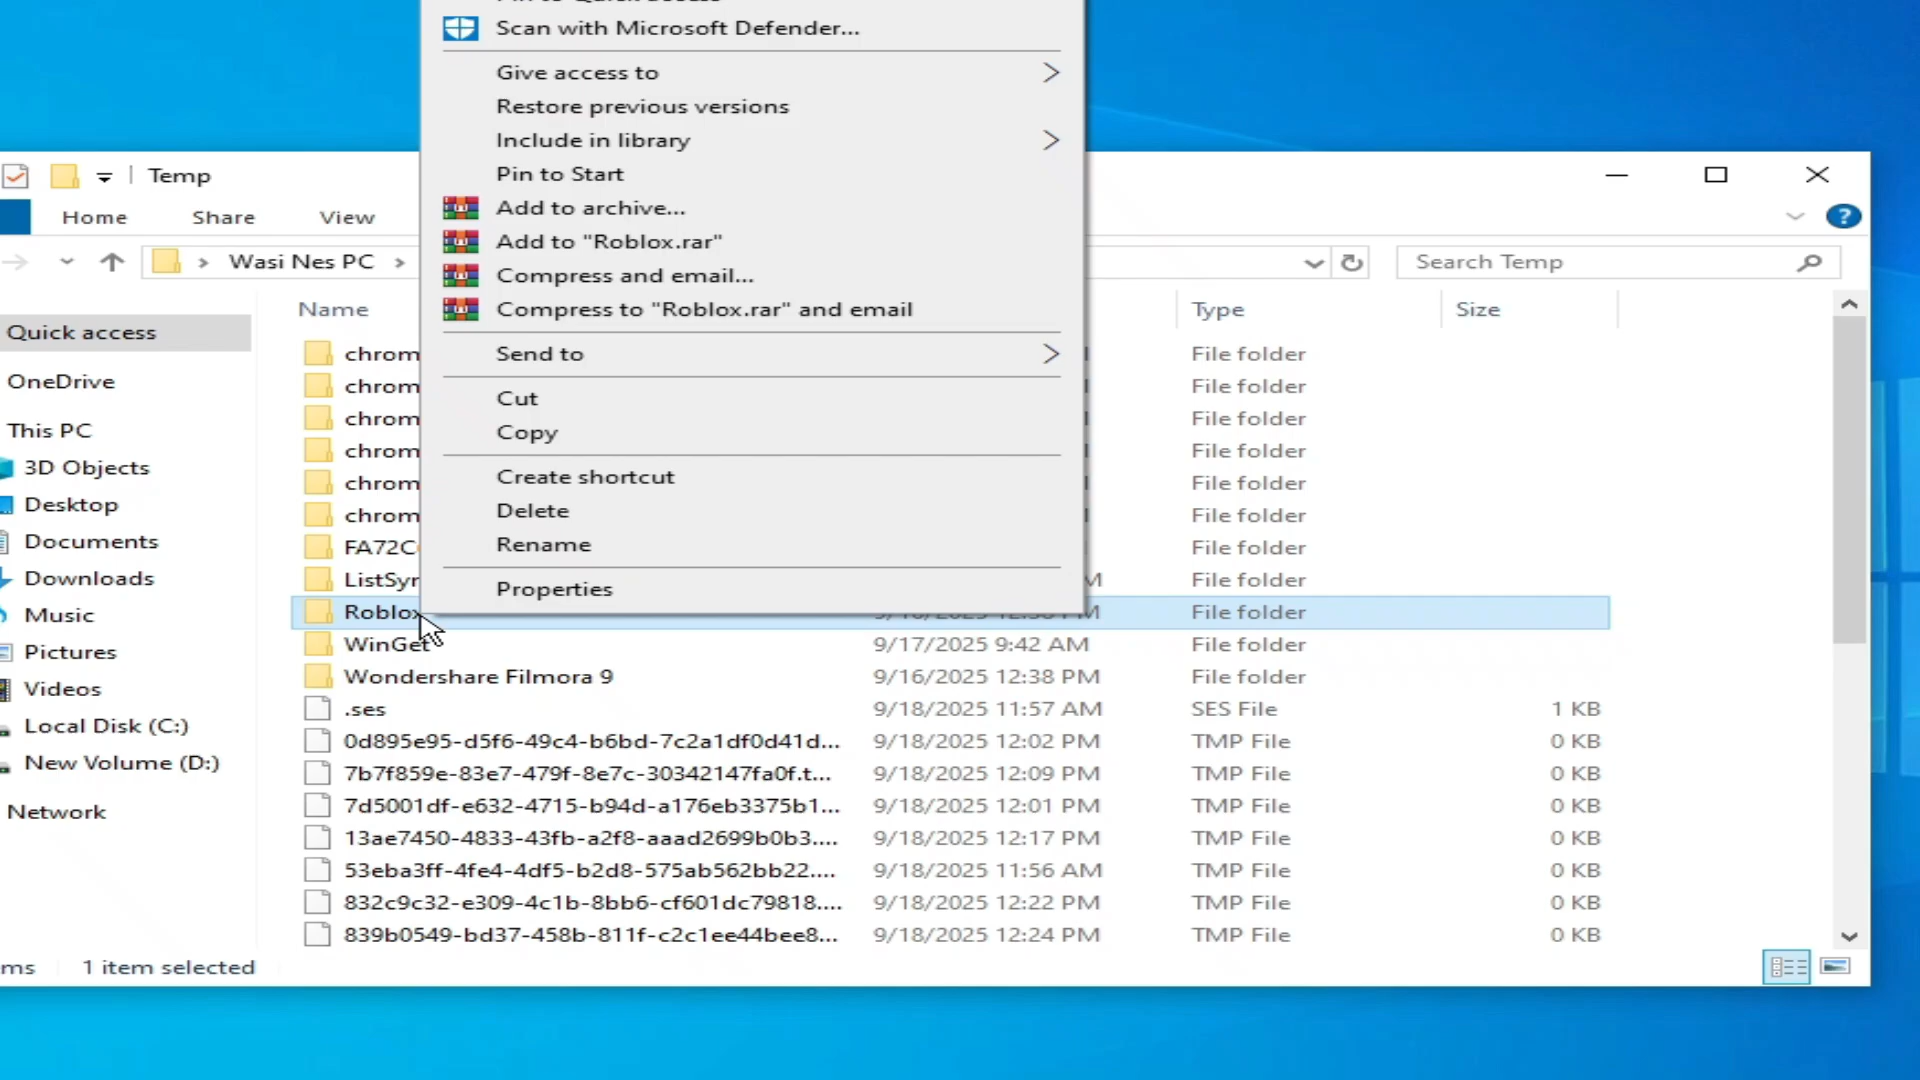 Scan with Microsoft Defender...
Give access to
Restore previous versions
Include in library
Pin to Start
Add to archive...
Add to "Roblox.rar"
Compress and email...
Compress to "Roblox.rar" and email
Send to
Cut
Copy
Create shortcut
Delete
Rename
Properties
Temp
Home Share View
Wasi Nes PC
Search Temp
Name Type Size
Quick access
OneDrive
This PC
3D Objects
Desktop
Documents
Downloads
Music
Pictures
Videos
Local Disk (C:)
New Volume (D:)
Network
chrom File folder
chrom File folder
chrom File folder
chrom File folder
chrom File folder
chrom File folder
FA72C File folder
ListSyn File folder
Roblox File folder
WinGet 9/17/2025 9:42 AM File folder
Wondershare Filmora 9 9/16/2025 12:38 PM File folder
.ses 9/18/2025 11:57 AM SES File 1 KB
0d895e95-d5f6-49c4-b6bd-7c2a1df0d41d... 9/18/2025 12:02 PM TMP File 0 KB
7b7f859e-83e7-479f-8e7c-30342147fa0f.t... 9/18/2025 12:09 PM TMP File 0 KB
7d5001df-e632-4715-b94d-a176eb3375b1... 9/18/2025 12:01 PM TMP File 0 KB
13ae7450-4833-43fb-a2f8-aaad2699b0b3.... 9/18/2025 12:17 PM TMP File 0 KB
53eba3ff-4fe4-4df5-b2d8-575ab562bb22.... 9/18/2025 11:56 AM TMP File 0 KB
832c9c32-e309-4c1b-8bb6-cf601dc79818.... 9/18/2025 12:22 PM TMP File 0 KB
839b0549-bd37-458b-811f-c2c1ee44bee8... 9/18/2025 12:24 PM TMP File 0 KB
ms 1 item selected